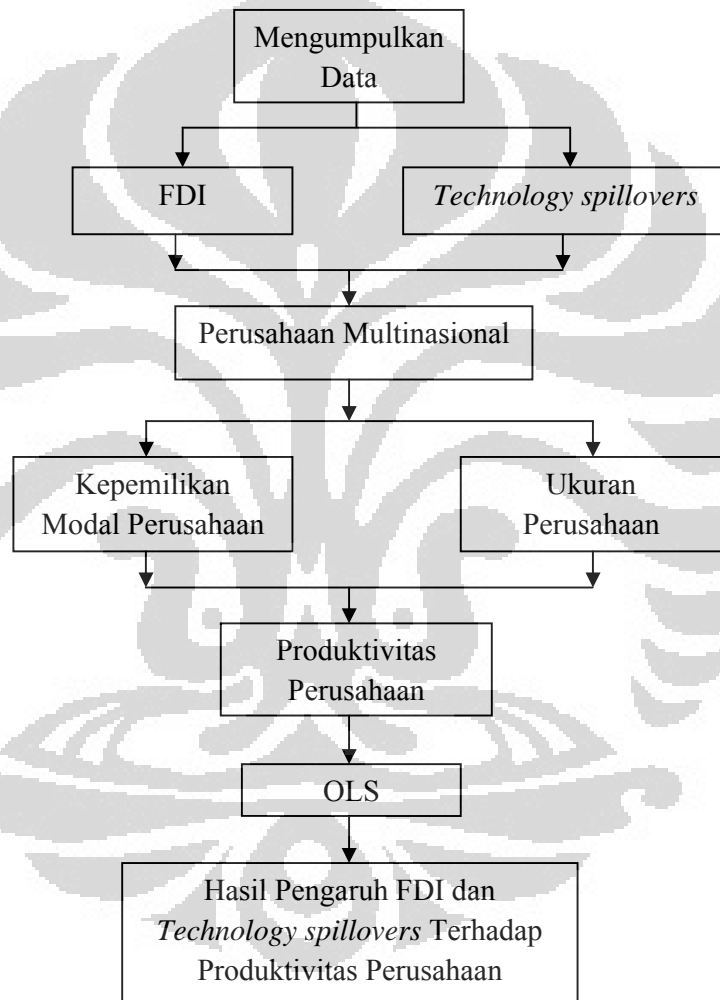 Mengumpulkan
Data
FDI
Technology spillovers
Perusahaan Multinasional
Kepemilikan
Modal Perusahaan
Ukuran
Perusahaan
Produktivitas
Perusahaan
OLS
Hasil Pengaruh FDI dan
Technology spillovers Terhadap
Produktivitas Perusahaan